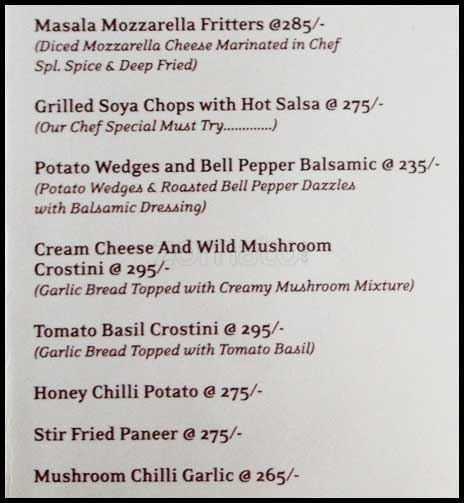 Masala Mozzarella Fritters @285/-
(Diced Mozzarella Cheese Marinated in Chef
Spl. Spice & Deep Fried)
Grilled Soya Chops with Hot Salsa @ 275/-
(Our Chef Special Must Try.............)
Potato Wedges and Bell Pepper Balsamic @ 235/-
(Potato Wedges & Roasted Bell Pepper Dazzles
with Balsamic Dressing)
Cream Cheese And Wild Mushroom
zomato
Crostini @ 295/-
(Garlic Bread Topped with Creamy Mushroom Mixture)
Tomato Basil Crostini @ 295/-
(Garlic Bread Topped with Tomato Basil)
Honey Chilli Potato @ 275/-
Stir Fried Paneer @ 275/-
Mushroom Chilli Garlic @ 265/-